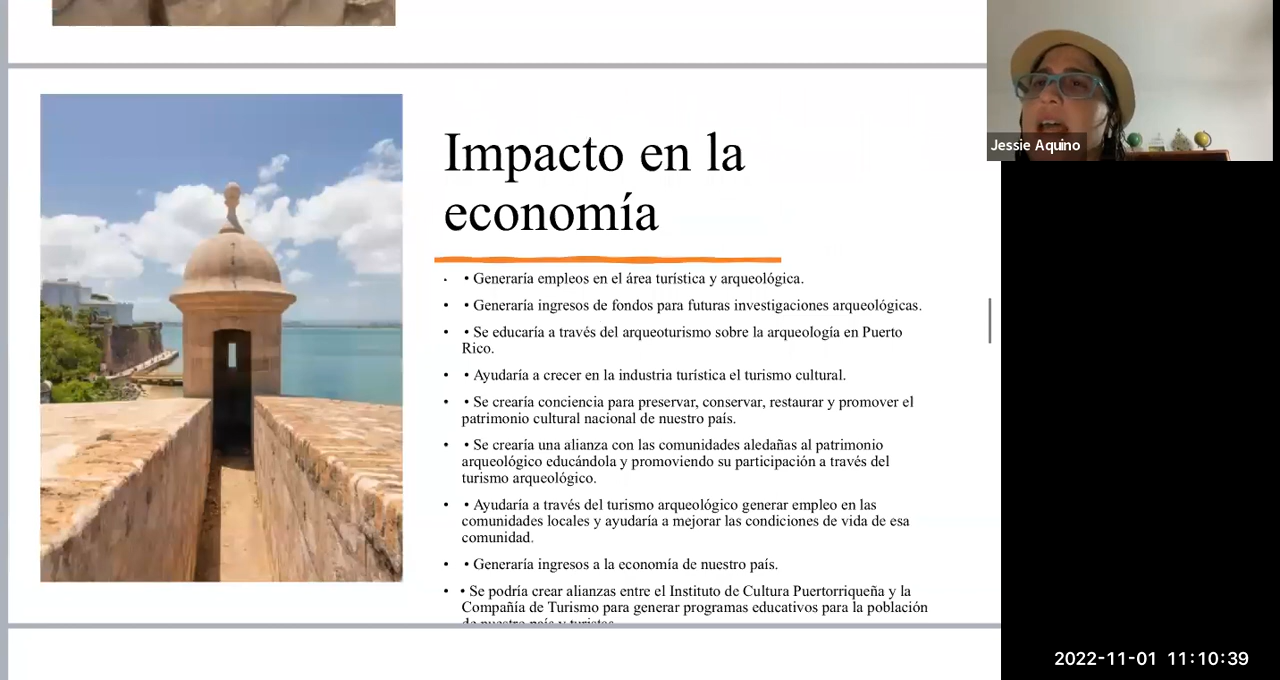 Impacto en la
economía
• • Generaría empleos en el área turística y arqueológica.
• • Generaría ingresos de fondos para futuras investigaciones arqueológicas.
• • Se educaría a través del arqueoturismo sobre la arqueología en Puerto
Rico.
• • Ayudaría a crecer en la industria turística el turismo cultural.
• • Se crearía conciencia para preservar, conservar, restaurar y promover el
patrimonio cultural nacional de nuestro país.
• • Se crearía una alianza con las comunidades aledañas al patrimonio
arqueológico educándola y promoviendo su participación a través del
turismo arqueológico.
• • Ayudaría a través del turismo arqueológico generar empleo en las
comunidades locales y ayudaría a mejorar las condiciones de vida de esa
comunidad.
• • Generaría ingresos a la economía de nuestro país.
• • Se podría crear alianzas entre el Instituto de Cultura Puertorriqueña y la
Compañía de Turismo para generar programas educativos para la población
de nuestro país y turistas.
Jessie Aquino
2022-11-01 11:10:39